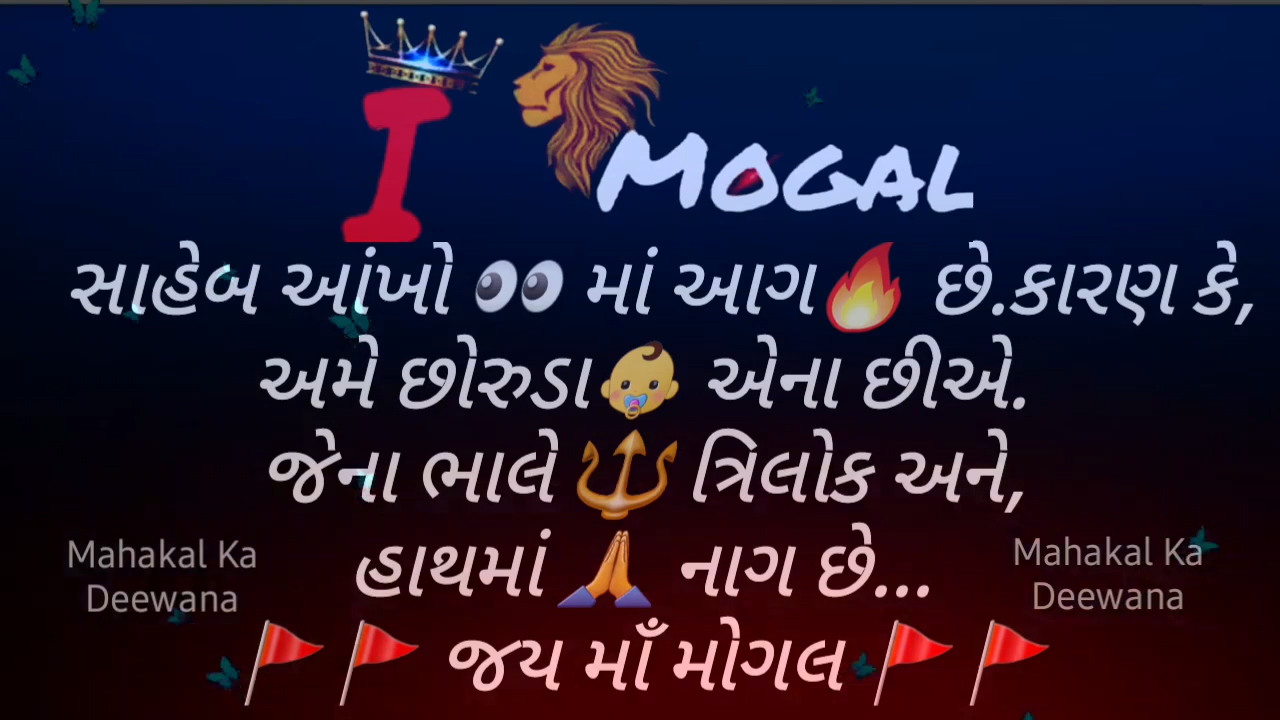 I MOGAL
સાહેબ આંખો 👀 માં આગ🔥 છે.કારણ કે,
અમે છોરુડા👶 એના છીએ.
જેના ભાલે 🔱 ત્રિલોક અને,
હાથમાં 🙏 નાગ છે...
Mahakal Ka
Deewana
Mahakal Ka
Deewana
🚩🚩 જય માઁ મોગલ 🚩🚩